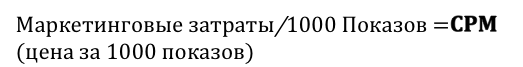 Маркетинговые затраты/1000 Показов =CPM
(цена за 1000 показов)